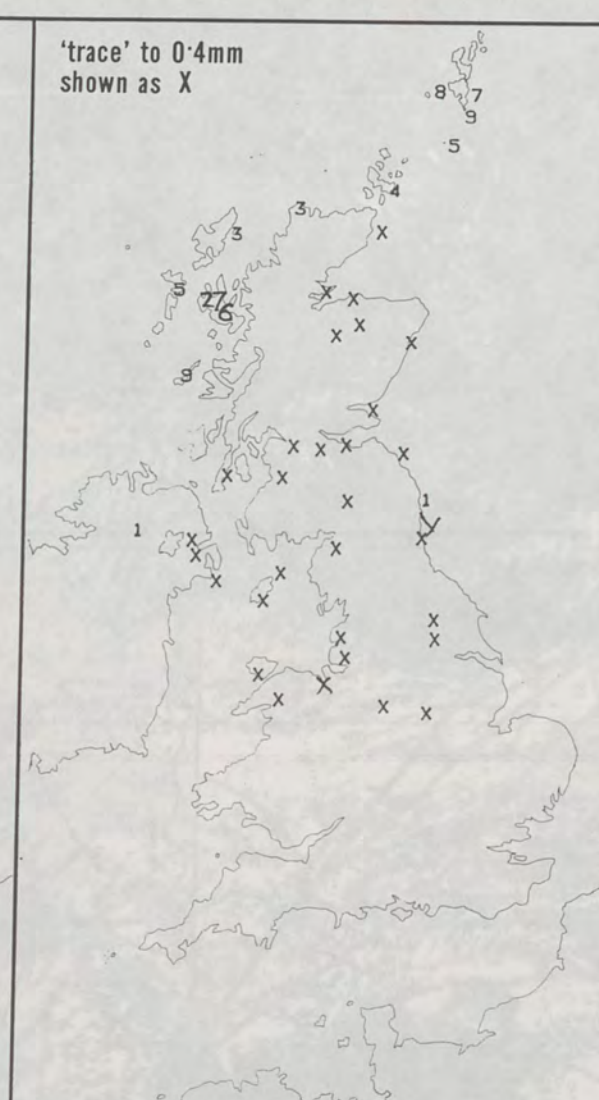 ‘trace’ to 0·4mm
shown as X
8 7
9
5
4
3
3 X
5 X
27 X
6 X
X X
9
X
X X X X
X X
X 1
1 X
X X
X
X X
X
X
X X
X
X X
X X X